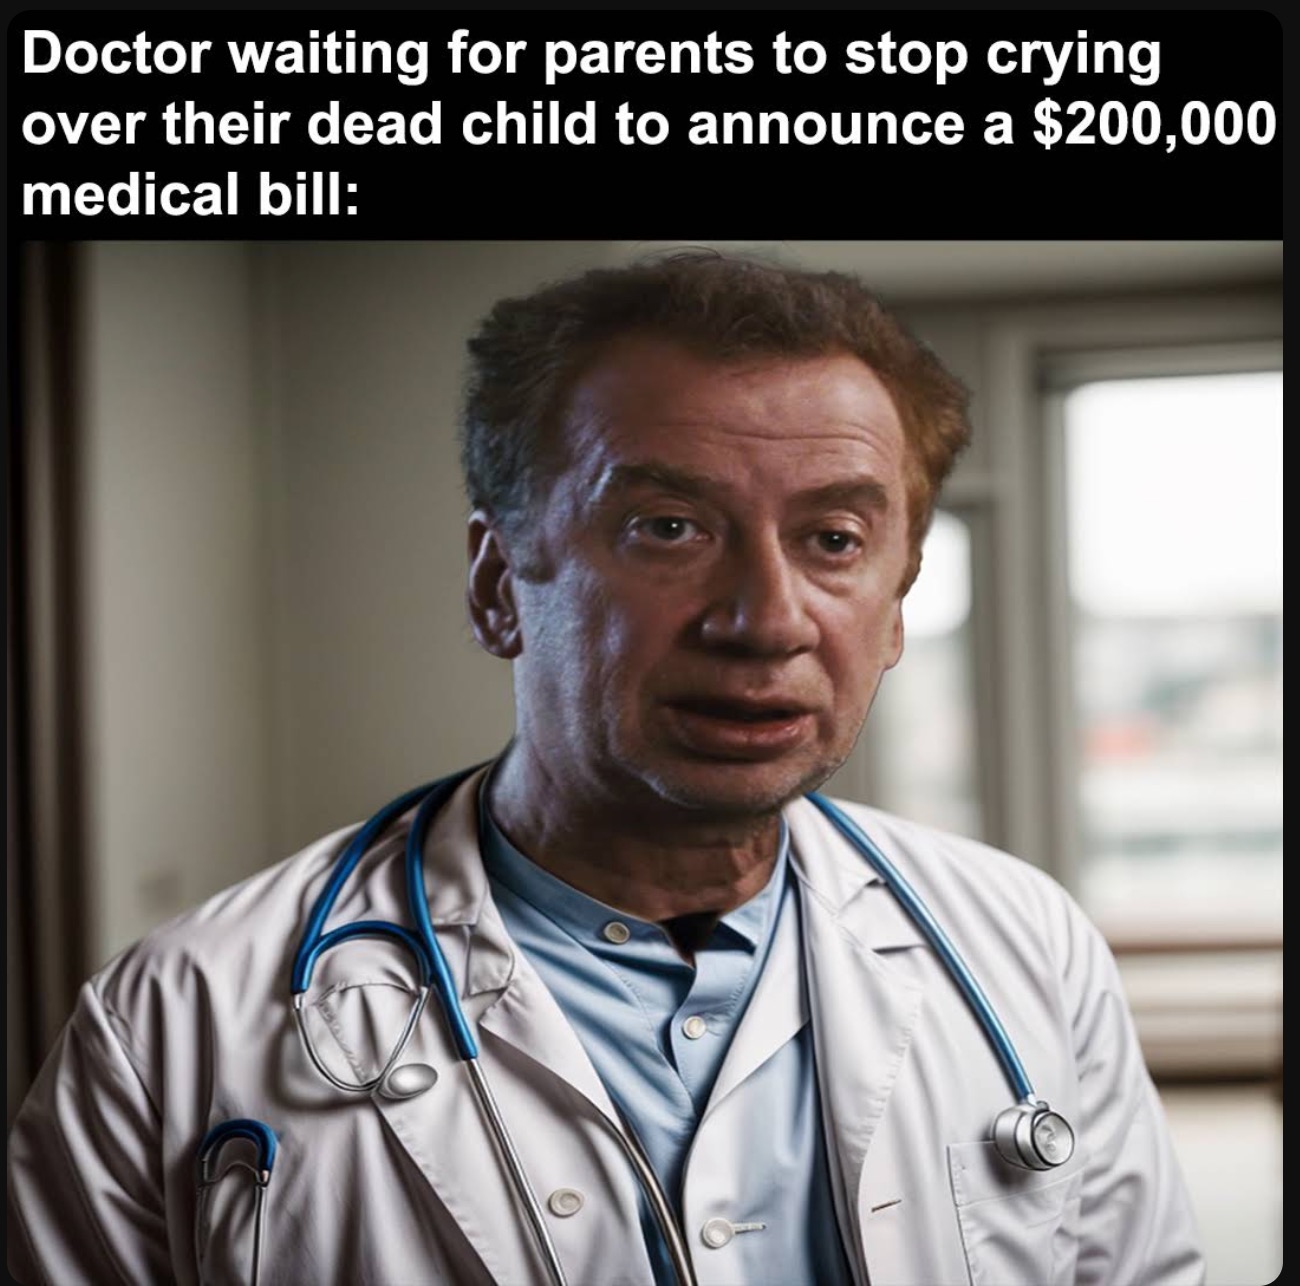 Doctor waiting for parents to stop crying
over their dead child to announce a $200,000
medical bill: